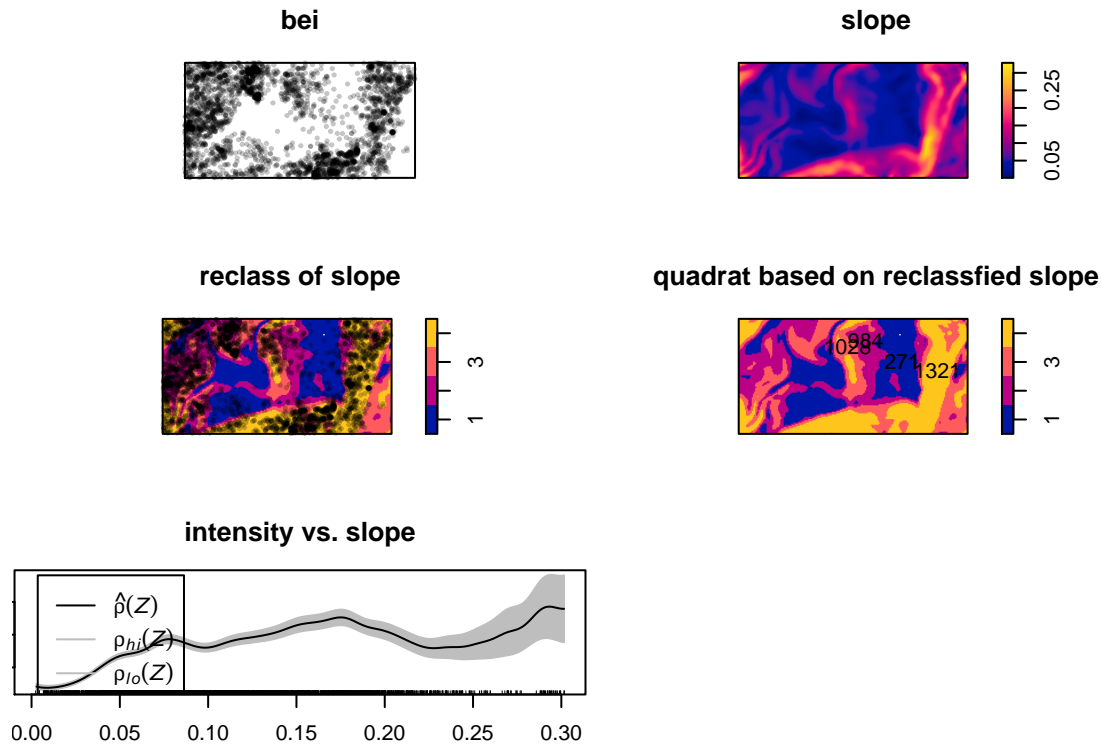 bei
slope
0.05 0.25
reclass of slope
1 3
quadrat based on reclassfied slope
1028 984 271 1321
1 3
intensity vs. slope
ρ̂(Z)
ρhi(Z)
ρlo(Z)
0.00 0.05 0.10 0.15 0.20 0.25 0.30